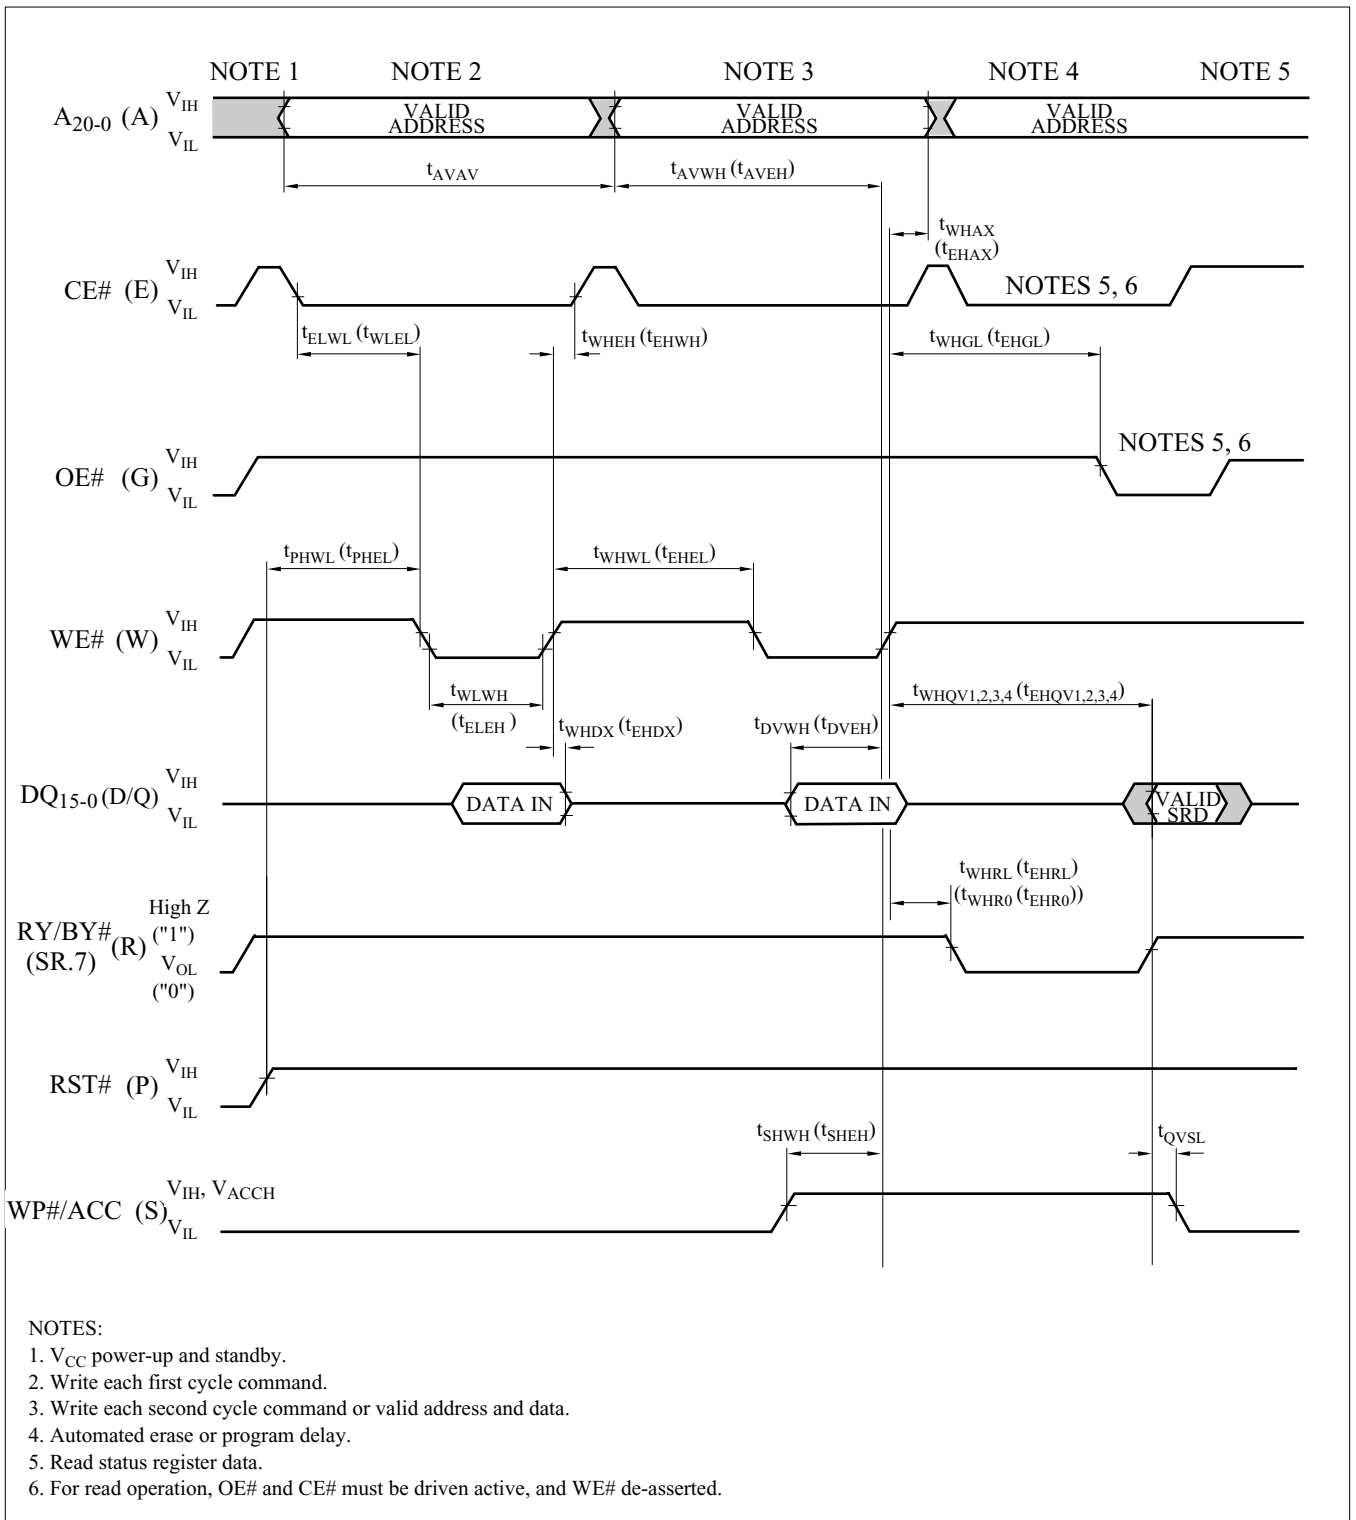 NOTE 1 NOTE 2 NOTE 3 NOTE 4 NOTE 5
A20-0 (A) VIH VIL
VALID ADDRESS
VALID ADDRESS
VALID ADDRESS
tAVAV
tAVWH (tAVEH)
tWHAX
(tEHAX)
CE# (E) VIH VIL
NOTES 5, 6
tELWL (tWLEL)
tWHEH (tEHWH)
tWHGL (tEHGL)
OE# (G) VIH VIL
NOTES 5, 6
tPHWL (tPHEL)
tWHWL (tEHEL)
WE# (W) VIH VIL
tWLWH
(tELEH )
tWHDX (tEHDX)
tDVWH (tDVEH)
tWHQV1,2,3,4 (tEHQV1,2,3,4)
DQ15-0 (D/Q) VIH VIL
DATA IN
DATA IN
VALID SRD
tWHRL (tEHRL)
(tWHR0 (tEHR0))
High Z
("1")
RY/BY# (R)
(SR.7)
VOL
("0")
RST# (P) VIH VIL
tSHWH (tSHEH)
tQVSL
WP#/ACC (S) VIH, VACCH VIL
NOTES:
1. VCC power-up and standby.
2. Write each first cycle command.
3. Write each second cycle command or valid address and data.
4. Automated erase or program delay.
5. Read status register data.
6. For read operation, OE# and CE# must be driven active, and WE# de-asserted.